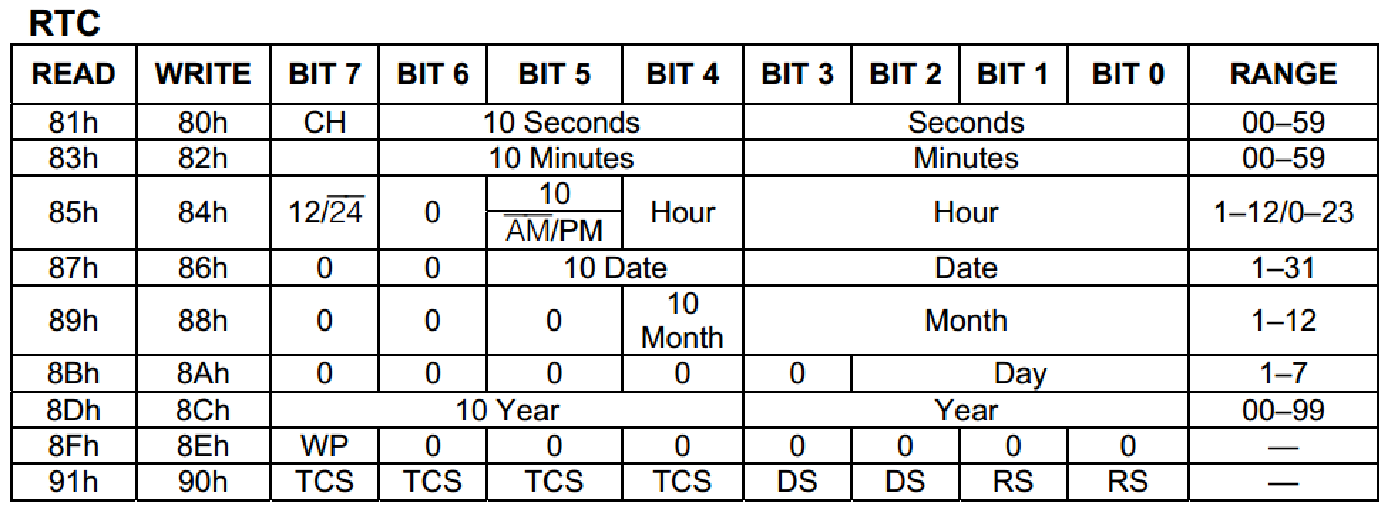 RTC
READ WRITE BIT 7 BIT 6 BIT 5 BIT 4 BIT 3 BIT 2 BIT 1 BIT 0 RANGE
81h 80h CH 10 Seconds Seconds 00–59
83h 82h 10 Minutes Minutes 00–59
85h 84h 12/2̅4̅ 0 10 Hour Hour 1–12/0–23
A̅M̅/PM
87h 86h 0 0 10 Date Date 1–31
89h 88h 0 0 0 10 Month Month 1–12
8Bh 8Ah 0 0 0 0 0 Day 1–7
8Dh 8Ch 10 Year Year 00–99
8Fh 8Eh WP 0 0 0 0 0 0 0 —
91h 90h TCS TCS TCS TCS DS DS RS RS —